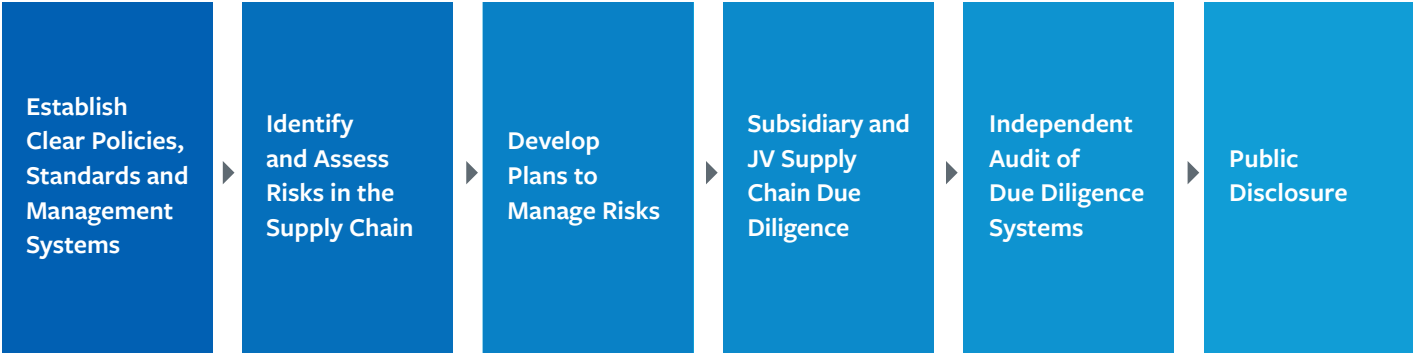 Establish
Clear Policies,
Standards and
Management
Systems
Identify
and Assess
Risks in the
Supply Chain
Develop
Plans to
Manage Risks
Subsidiary and
JV Supply
Chain Due
Diligence
Independent
Audit of
Due Diligence
Systems
Public
Disclosure